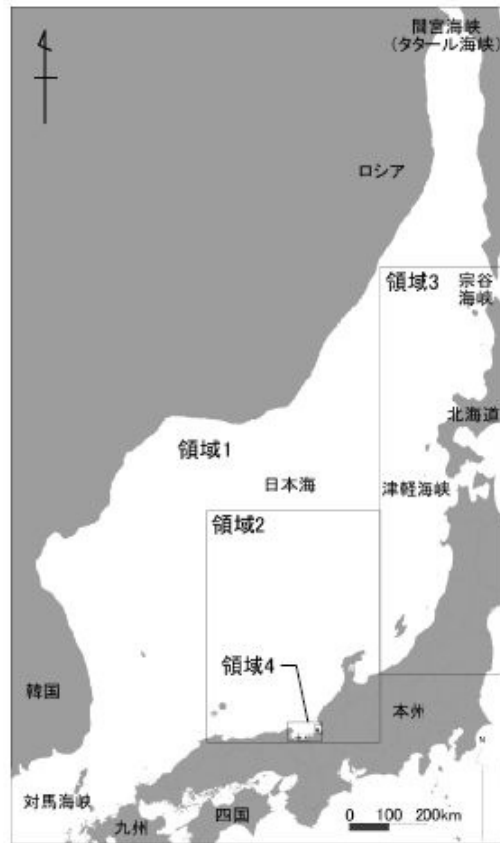 間宮海峡
(タタール海峡)
ロシア
領域3
宗谷
海峡
北海道
領域1
日本海
津軽海峡
領域2
領域4
韓国
本州
N
対馬海峡
四国
九州
0 100 200km